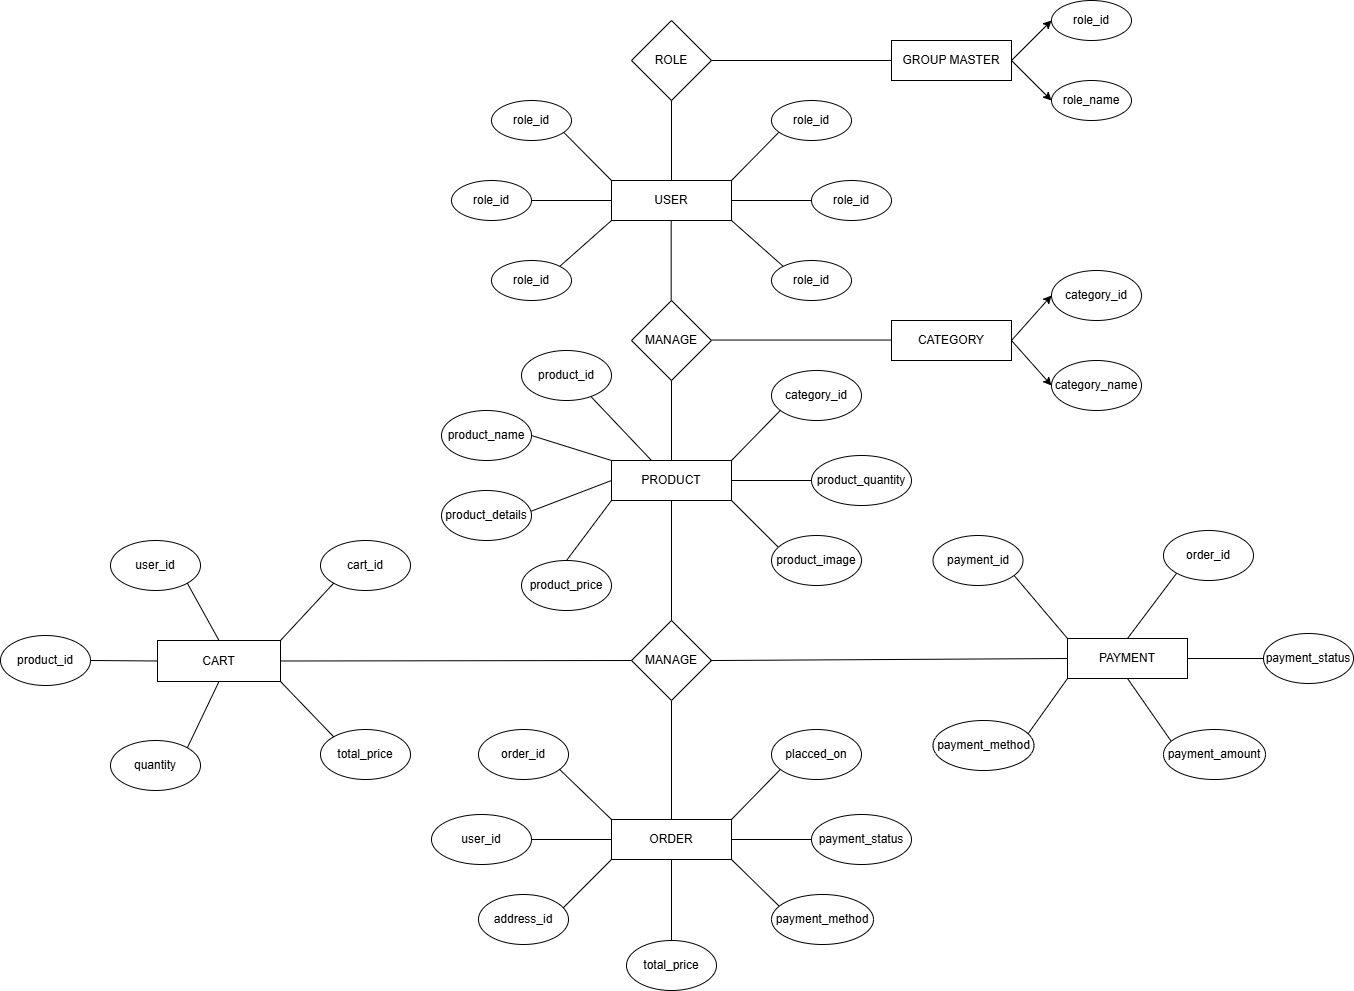 role_id
ROLE
GROUP MASTER
role_name
role_id
role_id
role_id
USER
role_id
role_id
role_id
category_id
MANAGE
CATEGORY
product_id
category_name
category_id
product_name
PRODUCT
product_quantity
product_details
product_image
product_price
user_id
cart_id
payment_id
order_id
product_id
CART
MANAGE
PAYMENT
payment_status
quantity
total_price
payment_method
payment_amount
order_id
placced_on
user_id
ORDER
payment_status
address_id
payment_method
total_price